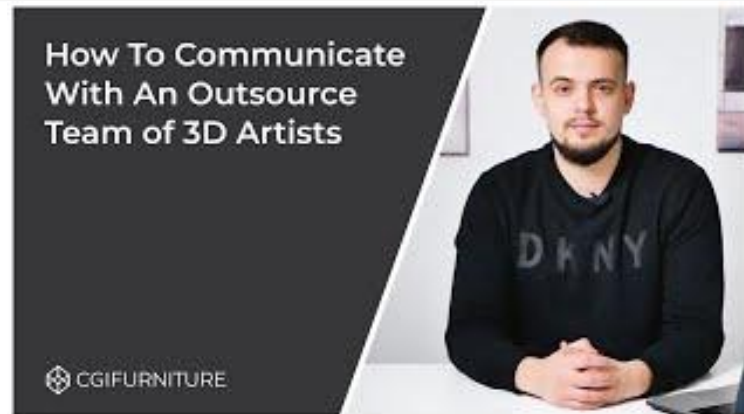 How To Communicate
With An Outsource
Team of 3D Artists
DKNY
CGIFURNITURE